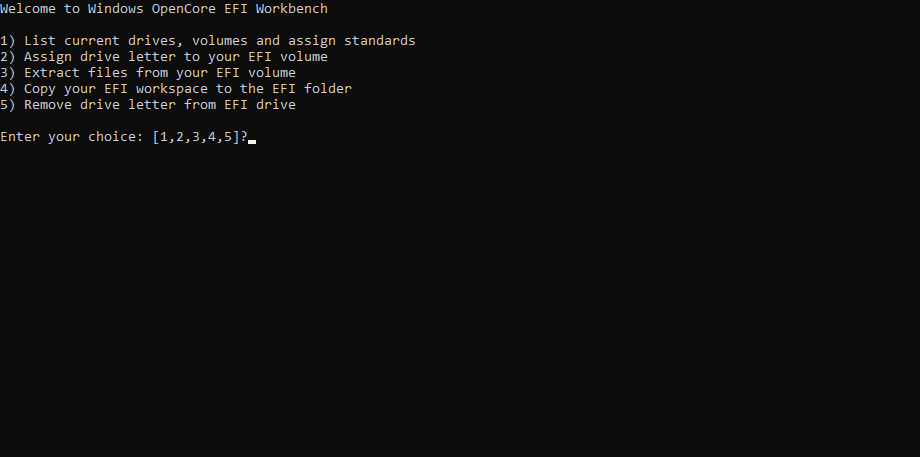 Welcome to Windows OpenCore EFI Workbench
1) List current drives, volumes and assign standards
2) Assign drive letter to your EFI volume
3) Extract files from your EFI volume
4) Copy your EFI workspace to the EFI folder
5) Remove drive letter from EFI drive
Enter your choice: [1,2,3,4,5]?